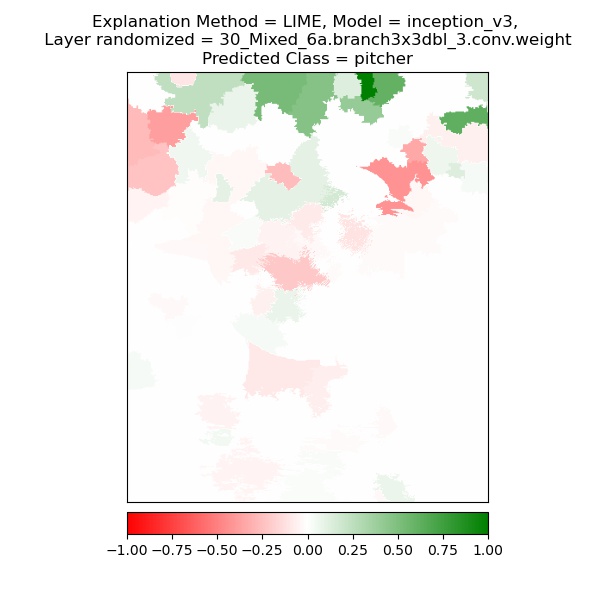 Explanation Method = LIME, Model = inception_v3,
Layer randomized = 30_Mixed_6a.branch3x3dbl_3.conv.weight
Predicted Class = pitcher
−1.00 −0.75 −0.50 −0.25 0.00 0.25 0.50 0.75 1.00